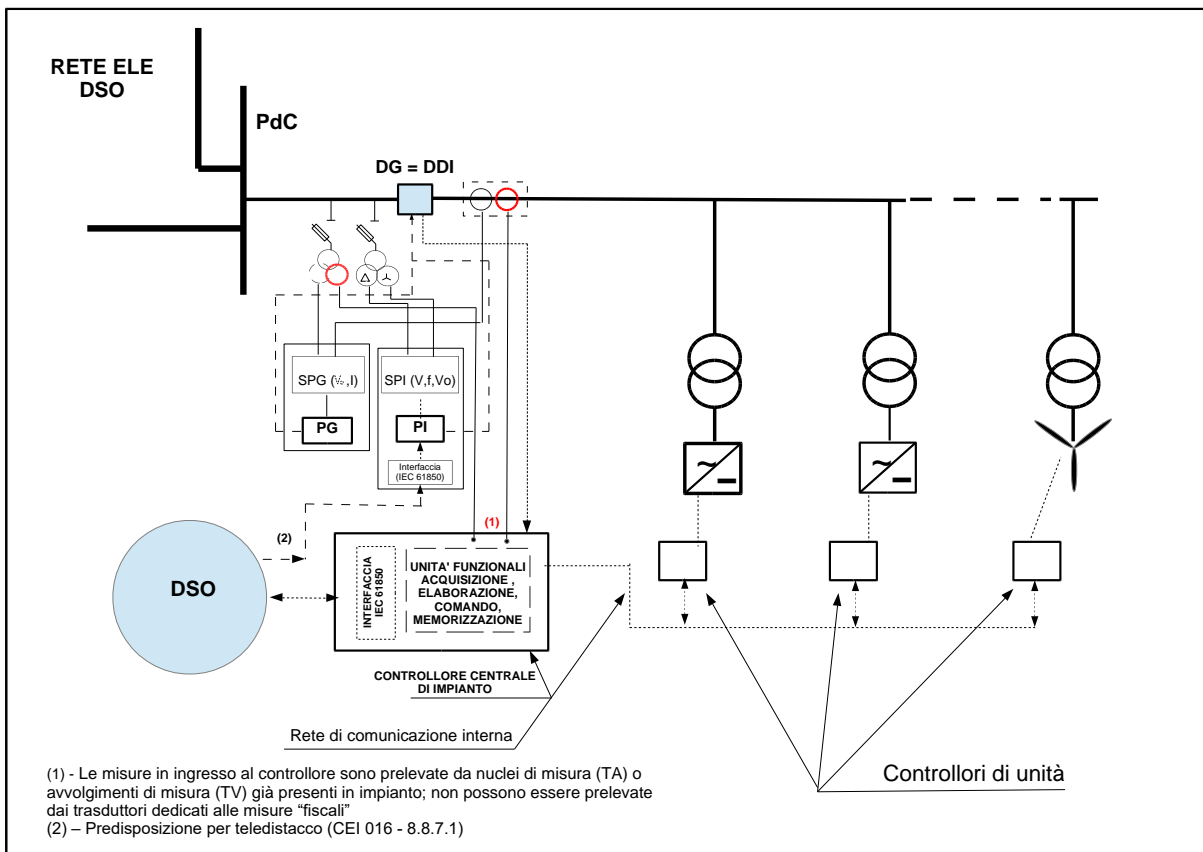 RETE ELE
DSO
PdC
DG = DDI
SPG (V₀,I)
SPI (V,f,Vo)
PG
PI
Interfaccia
(IEC 61850)
(1)
(2)
DSO
INTERFACCIA
IEC 61850
UNITA' FUNZIONALI
ACQUISIZIONE ,
ELABORAZIONE,
COMANDO,
MEMORIZZAZIONE
CONTROLLORE CENTRALE
DI IMPIANTO
Rete di comunicazione interna
Controllori di unità
(1) - Le misure in ingresso al controllore sono prelevate da nuclei di misura (TA) o
avvolgimenti di misura (TV) già presenti in impianto; non possono essere prelevate
dai trasduttori dedicati alle misure “fiscali”
(2) – Predisposizione per teledistacco (CEI 016 - 8.8.7.1)